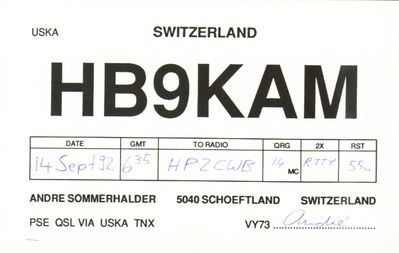 USKA SWITZERLAND
HB9KAM
DATE GMT TO RADIO QRG 2X RST
14 Sept 92 6 35 HP2CWB 14 MC RTTY
ANDRE SOMMERHALDER 5040 SCHOEFTLAND SWITZERLAND
PSE QSL VIA USKA TNX VY73 André